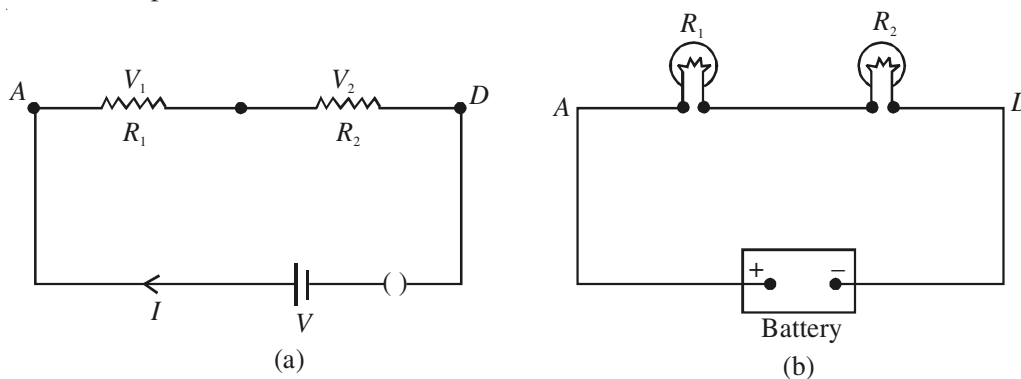 R₁ R₂
A V₁ V₂ D
R₁ R₂
A
I V
+ −
Battery
(a) (b)